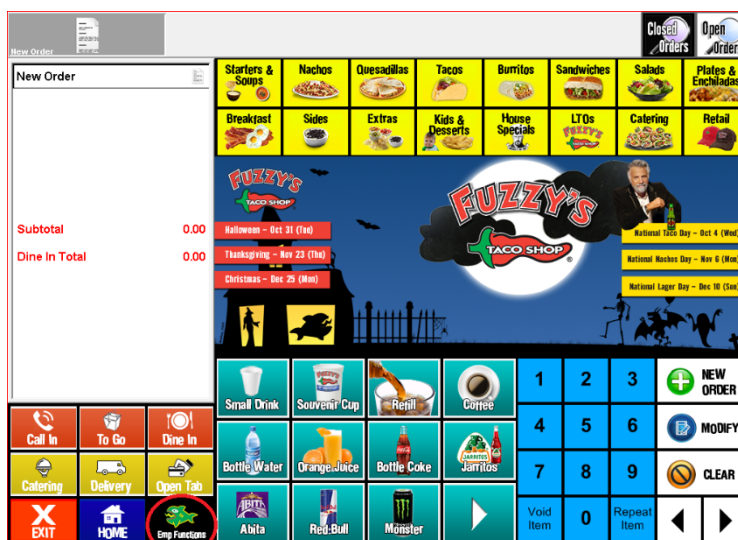 New Order
Closed Orders
Open Orders
New Order
Subtotal 0.00
Dine In Total 0.00
Starters & Soups
Nachos
Quesadillas
Tacos
Burritos
Sandwiches
Salads
Plates & Enchiladas
Breakfast
Sides
Extras
Kids & Desserts
House Specials
LTOs
FUZZY'S
Catering
Retail
FUZZY'S
TACO SHOP
Halloween - Oct 31 (Tue)
Thanksgiving - Nov 23 (Thu)
Christmas - Dec 25 (Mon)
FUZZY'S
TACO SHOP
National Taco Day - Oct 4 (Wed)
National Nachos Day - Nov 6 (Mon)
National Lager Day - Dec 10 (Sun)
Small Drink
FUZZY'S
Souvenir Cup
Refill
Coffee
1
2
3
NEW ORDER
Call In
To Go
Dine In
Bottle Water
Orange Juice
Bottle Coke
JARRITOS
Jarritos
4
5
6
MODIFY
Catering
Delivery
Open Tab
7
8
9
CLEAR
X
EXIT
HOME
Emp Functions
ABITA
Abita
Red-Bull
Monster
Void Item
0
Repeat Item